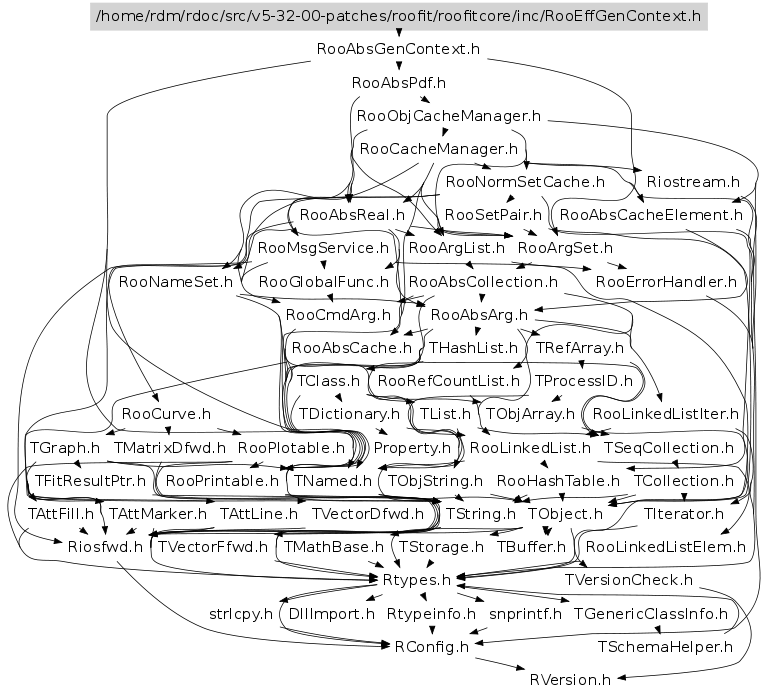 /home/rdm/rdoc/src/v5-32-00-patches/roofit/roofitcore/inc/RooEffGenContext.h
RooAbsGenContext.h
RooAbsPdf.h
RooObjCacheManager.h
RooCacheManager.h
RooNormSetCache.h Riostream.h
RooAbsReal.h RooSetPair.h RooAbsCacheElement.h
RooMsgService.h RooArgList.h RooArgSet.h
RooNameSet.h RooGlobalFunc.h RooAbsCollection.h RooErrorHandler.h
RooCmdArg.h RooAbsArg.h
RooAbsCache.h THashList.h TRefArray.h
TClass.h RooRefCountList.h TProcessID.h
RooCurve.h TDictionary.h TList.h TObjArray.h RooLinkedListIter.h
TGraph.h TMatrixDfwd.h RooPlotable.h Property.h RooLinkedList.h TSeqCollection.h
TFitResultPtr.h RooPrintable.h TNamed.h TObjString.h RooHashTable.h TCollection.h
TAttFill.h TAttMarker.h TAttLine.h TVectorDfwd.h TString.h TObject.h TIterator.h
Riosfwd.h TVectorFfwd.h TMathBase.h TStorage.h TBuffer.h RooLinkedListElem.h
Rtypes.h TVersionCheck.h
strlcpy.h DllImport.h Rtypeinfo.h snprintf.h TGenericClassInfo.h
RConfig.h TSchemaHelper.h
RVersion.h